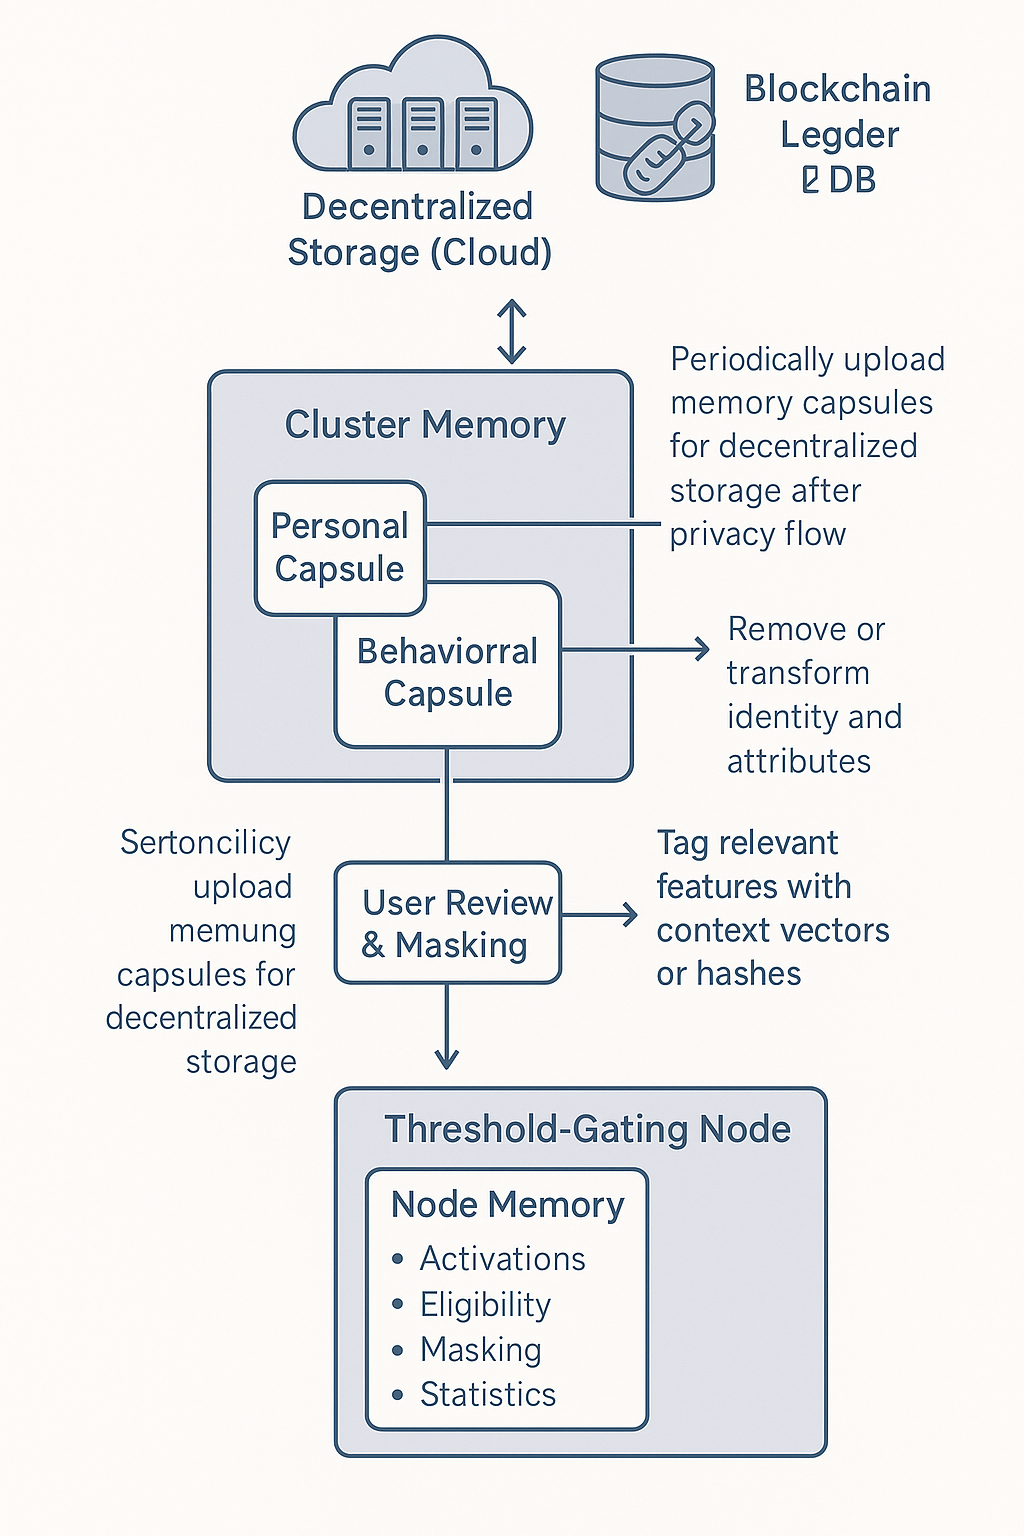 Decentralized
Storage (Cloud)
Blockchain
Legder
DB
Cluster Memory
Personal
Capsule
Behaviorral
Capsule
Periodically upload
memory capsules
for decentralized
storage after
privacy flow
Remove or
transform
identity and
attributes
Sertoncilicy
upload
memung
capsules for
decentralized
storage
User Review
& Masking
Tag relevant
features with
context vectors
or hashes
Threshold-Gating Node
Node Memory
• Activations
• Eligibility
• Masking
• Statistics